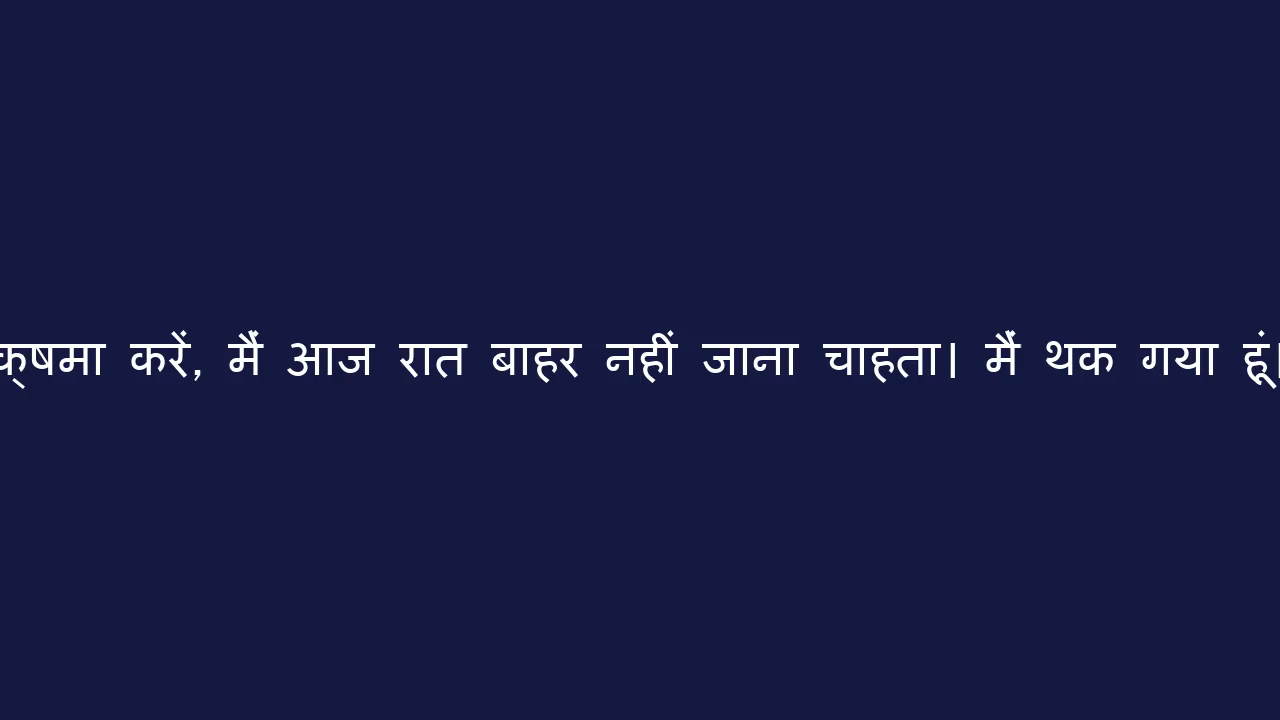 क्षमा करें, मैं आज रात बाहर नहीं जाना चाहता। मैं थक गया हूं।